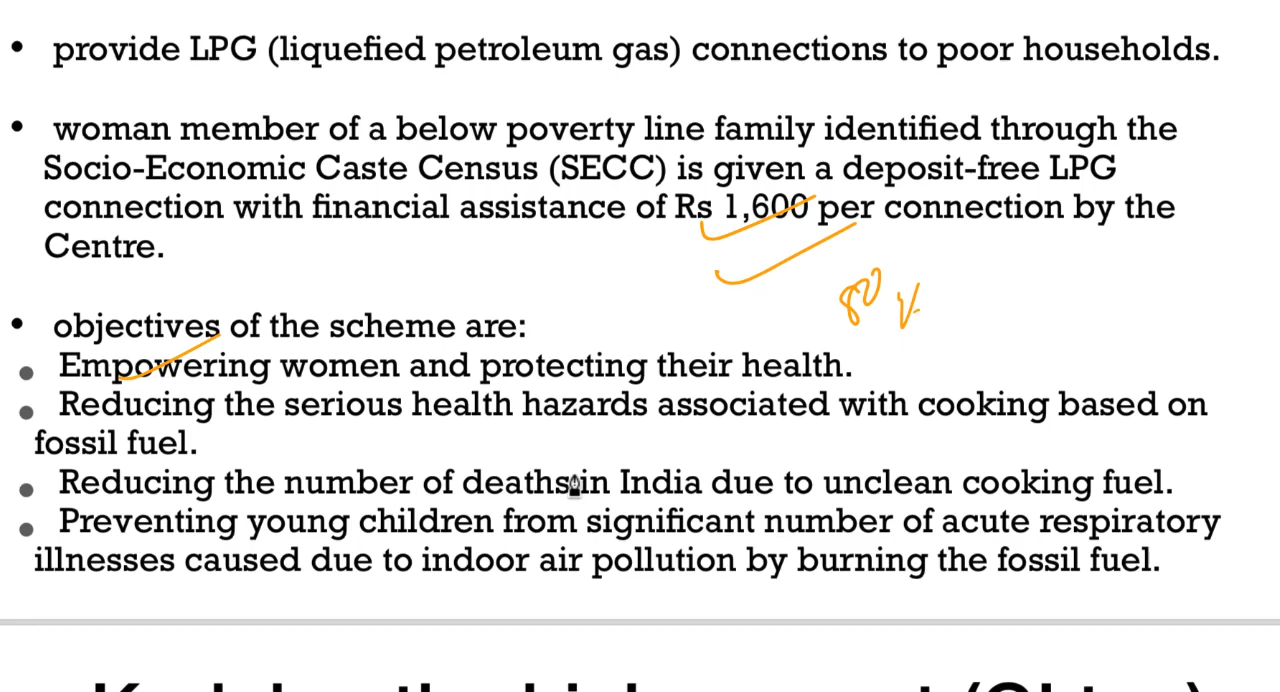 • provide LPG (liquefied petroleum gas) connections to poor households.
• woman member of a below poverty line family identified through the
Socio-Economic Caste Census (SECC) is given a deposit-free LPG
connection with financial assistance of Rs 1,600 per connection by the
Centre.
• objectives of the scheme are:
• Empowering women and protecting their health.
• Reducing the serious health hazards associated with cooking based on
fossil fuel.
• Reducing the number of deaths in India due to unclean cooking fuel.
• Preventing young children from significant number of acute respiratory
illnesses caused due to indoor air pollution by burning the fossil fuel.